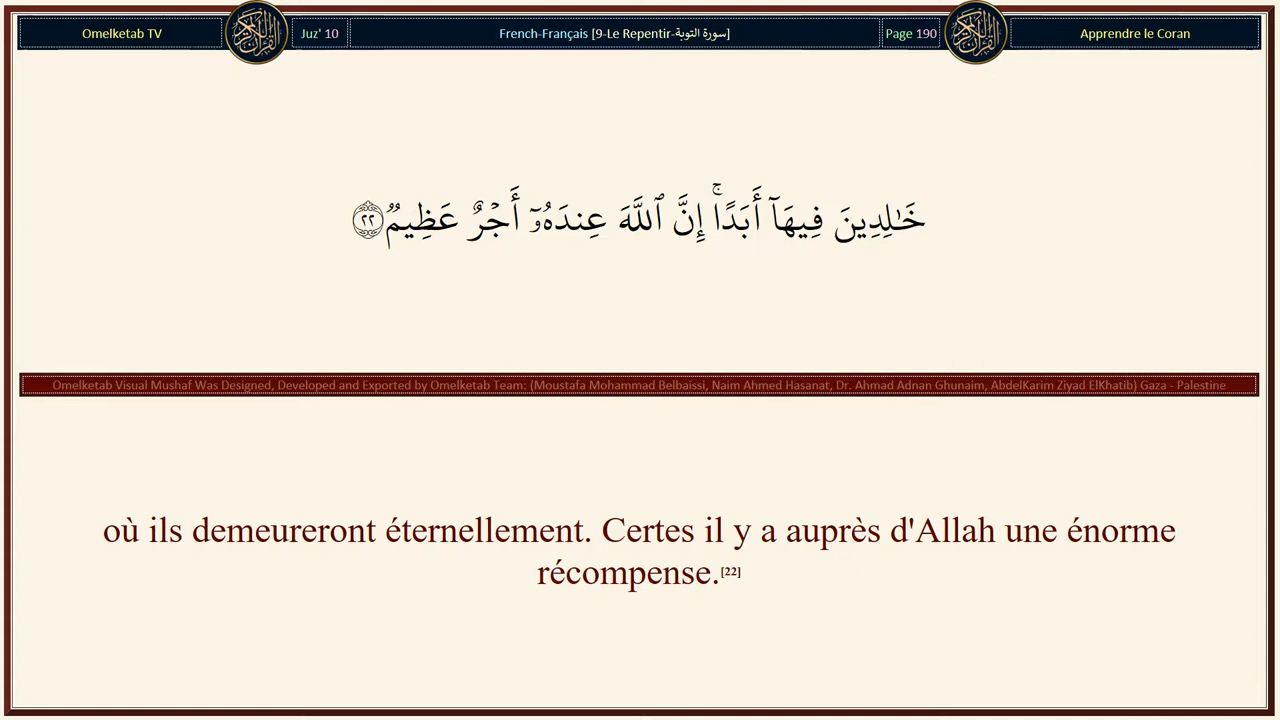 Omelketab TV
Juz' 10
French-Français [9-Le Repentir-سورة التوبة]
Page 190
Apprendre le Coran
خَـٰلِدِينَ فِيهَآ أَبَدًا ۚ إِنَّ ٱللَّهَ عِندَهُۥٓ أَجْرٌ عَظِيمٌ ٢٢
Omelketab Visual Mushaf Was Designed, Developed and Exported by Omelketab Team: (Moustafa Mohammad Belbaissi, Naim Ahmed Hasanat, Dr. Ahmad Adnan Ghunaim, AbdelKarim Ziyad ElKhatib) Gaza - Palestine
où ils demeureront éternellement. Certes il y a auprès d'Allah une énorme
récompense.[22]